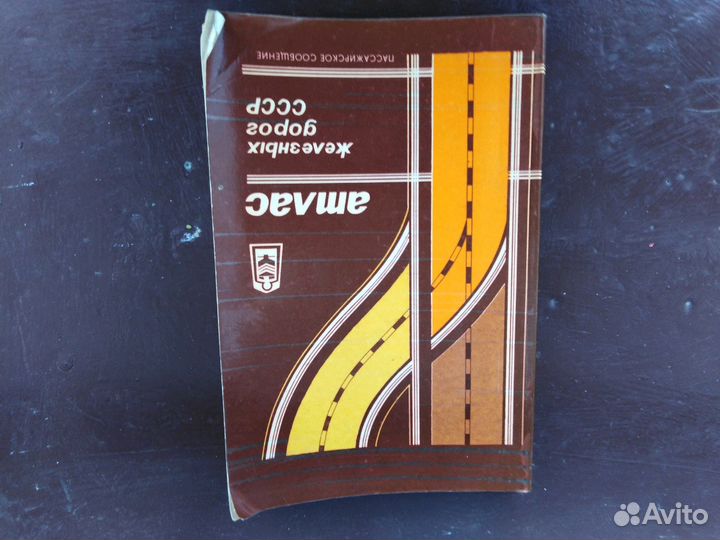 атлас
железных
дорог
СССР
ПАССАЖИРСКОЕ СООБЩЕНИЕ
Avito